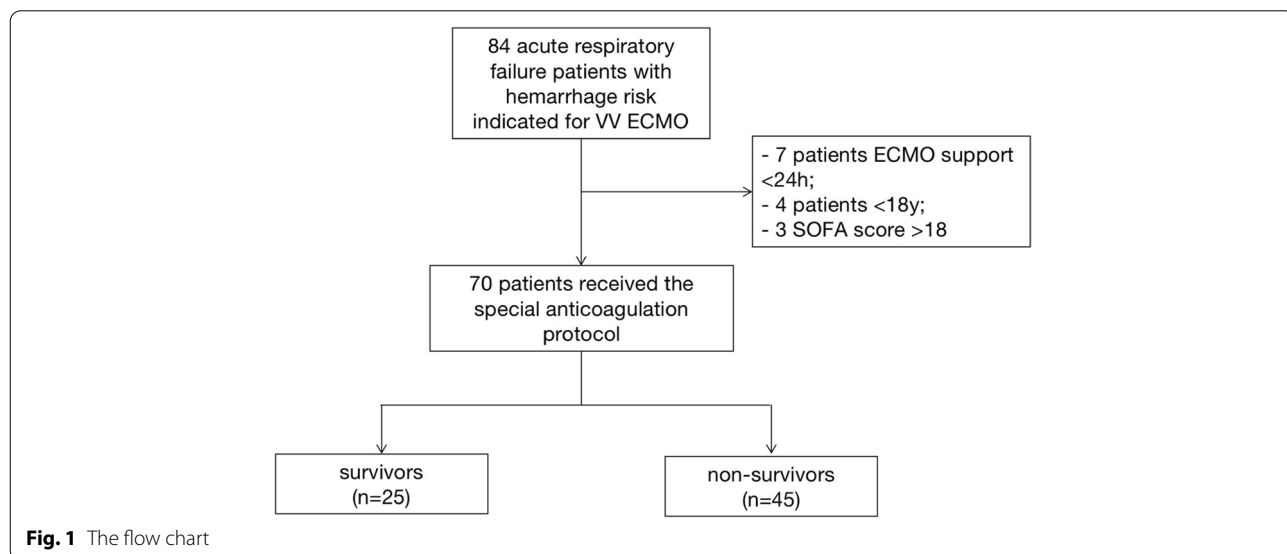 84 acute respiratory
failure patients with
hemarrhage risk
indicated for VV ECMO
- 7 patients ECMO support
<24h;
- 4 patients <18y;
- 3 SOFA score >18
70 patients received the
special anticoagulation
protocol
survivors
(n=25)
non-survivors
(n=45)
Fig. 1 The flow chart